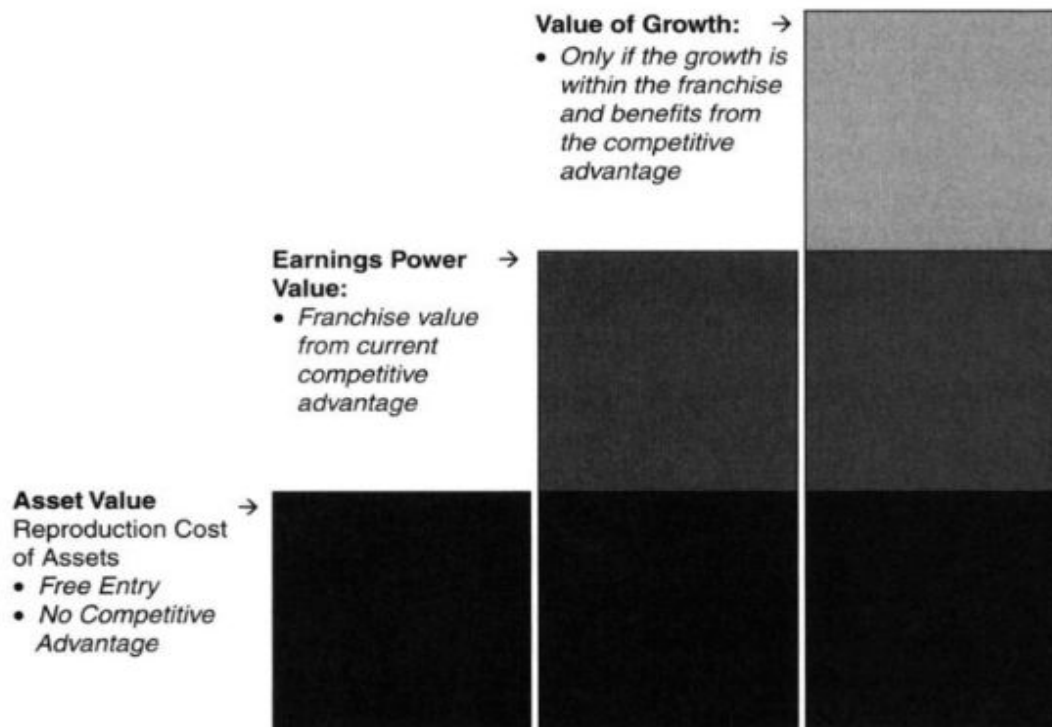 Value of Growth: →
• Only if the growth is
within the franchise
and benefits from
the competitive
advantage
Earnings Power →
Value:
• Franchise value
from current
competitive
advantage
Asset Value →
Reproduction Cost
of Assets
• Free Entry
• No Competitive
Advantage